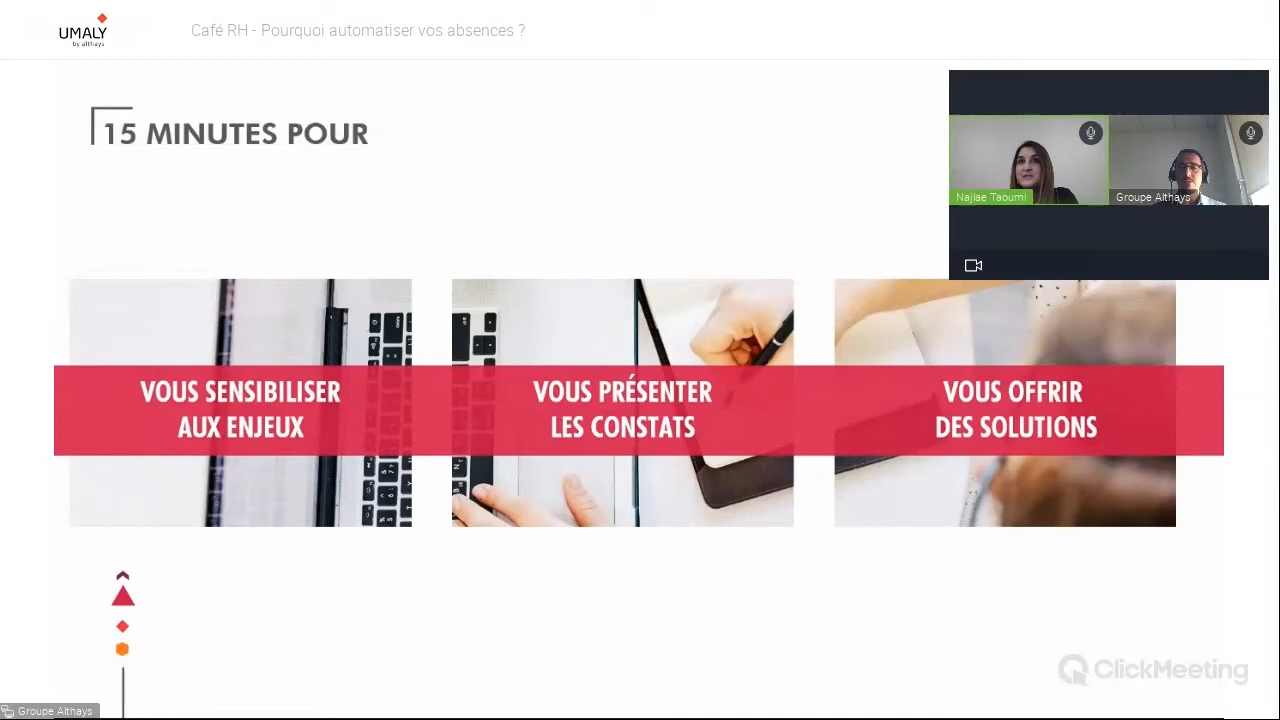 UMALY
by althays
Café RH - Pourquoi automatiser vos absences ?
15 MINUTES POUR
Najlae Taoumi
Groupe Althays
VOUS SENSIBILISER
AUX ENJEUX
VOUS PRÉSENTER
LES CONSTATS
VOUS OFFRIR
DES SOLUTIONS
ClickMeeting
Groupe Althays